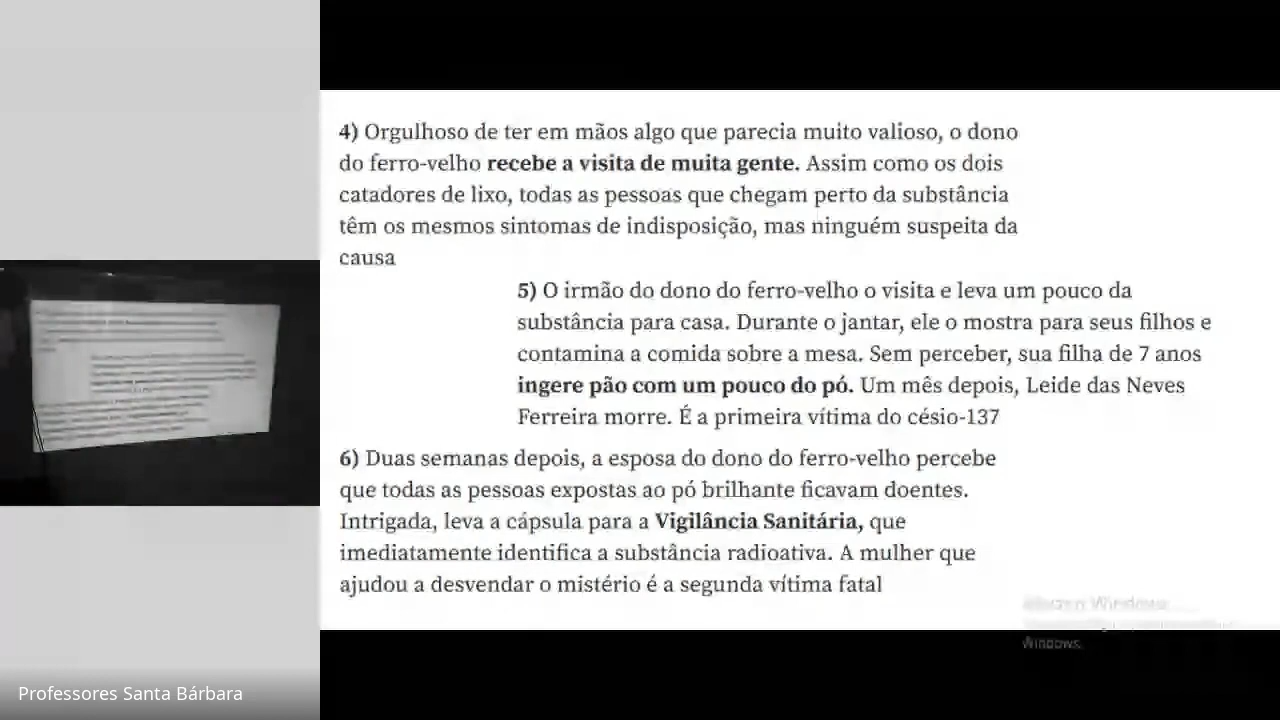 4) Orgulhoso de ter em mãos algo que parecia muito valioso, o dono
do ferro-velho recebe a visita de muita gente. Assim como os dois
catadores de lixo, todas as pessoas que chegam perto da substância
têm os mesmos sintomas de indisposição, mas ninguém suspeita da
causa
5) O irmão do dono do ferro-velho o visita e leva um pouco da
substância para casa. Durante o jantar, ele o mostra para seus filhos e
contamina a comida sobre a mesa. Sem perceber, sua filha de 7 anos
ingere pão com um pouco do pó. Um mês depois, Leide das Neves
Ferreira morre. É a primeira vítima do césio-137
6) Duas semanas depois, a esposa do dono do ferro-velho percebe
que todas as pessoas expostas ao pó brilhante ficavam doentes.
Intrigada, leva a cápsula para a Vigilância Sanitária, que
imediatamente identifica a substância radioativa. A mulher que
ajudou a desvendar o mistério é a segunda vítima fatal
Windows.
Professores Santa Bárbara